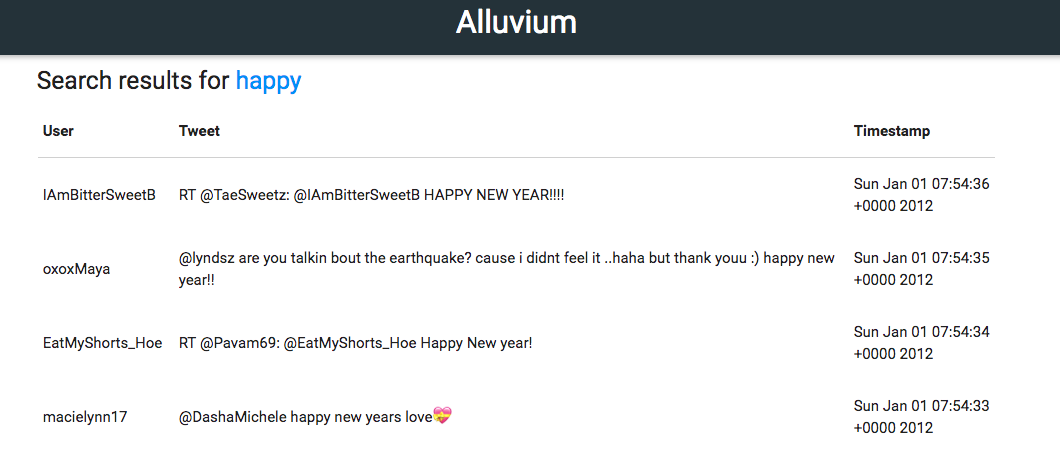 Alluvium
Search results for happy
User Tweet Timestamp
IAmBitterSweetB RT @TaeSweetz: @IAmBitterSweetB HAPPY NEW YEAR!!!! Sun Jan 01 07:54:36
+0000 2012
oxoxMaya @lyndsz are you talkin bout the earthquake? cause i didnt feel it ..haha but thank youu :) happy new
year!! Sun Jan 01 07:54:35
+0000 2012
EatMyShorts_Hoe RT @Pavam69: @EatMyShorts_Hoe Happy New year! Sun Jan 01 07:54:34
+0000 2012
macielynn17 @DashaMichele happy new years love💝 Sun Jan 01 07:54:33
+0000 2012